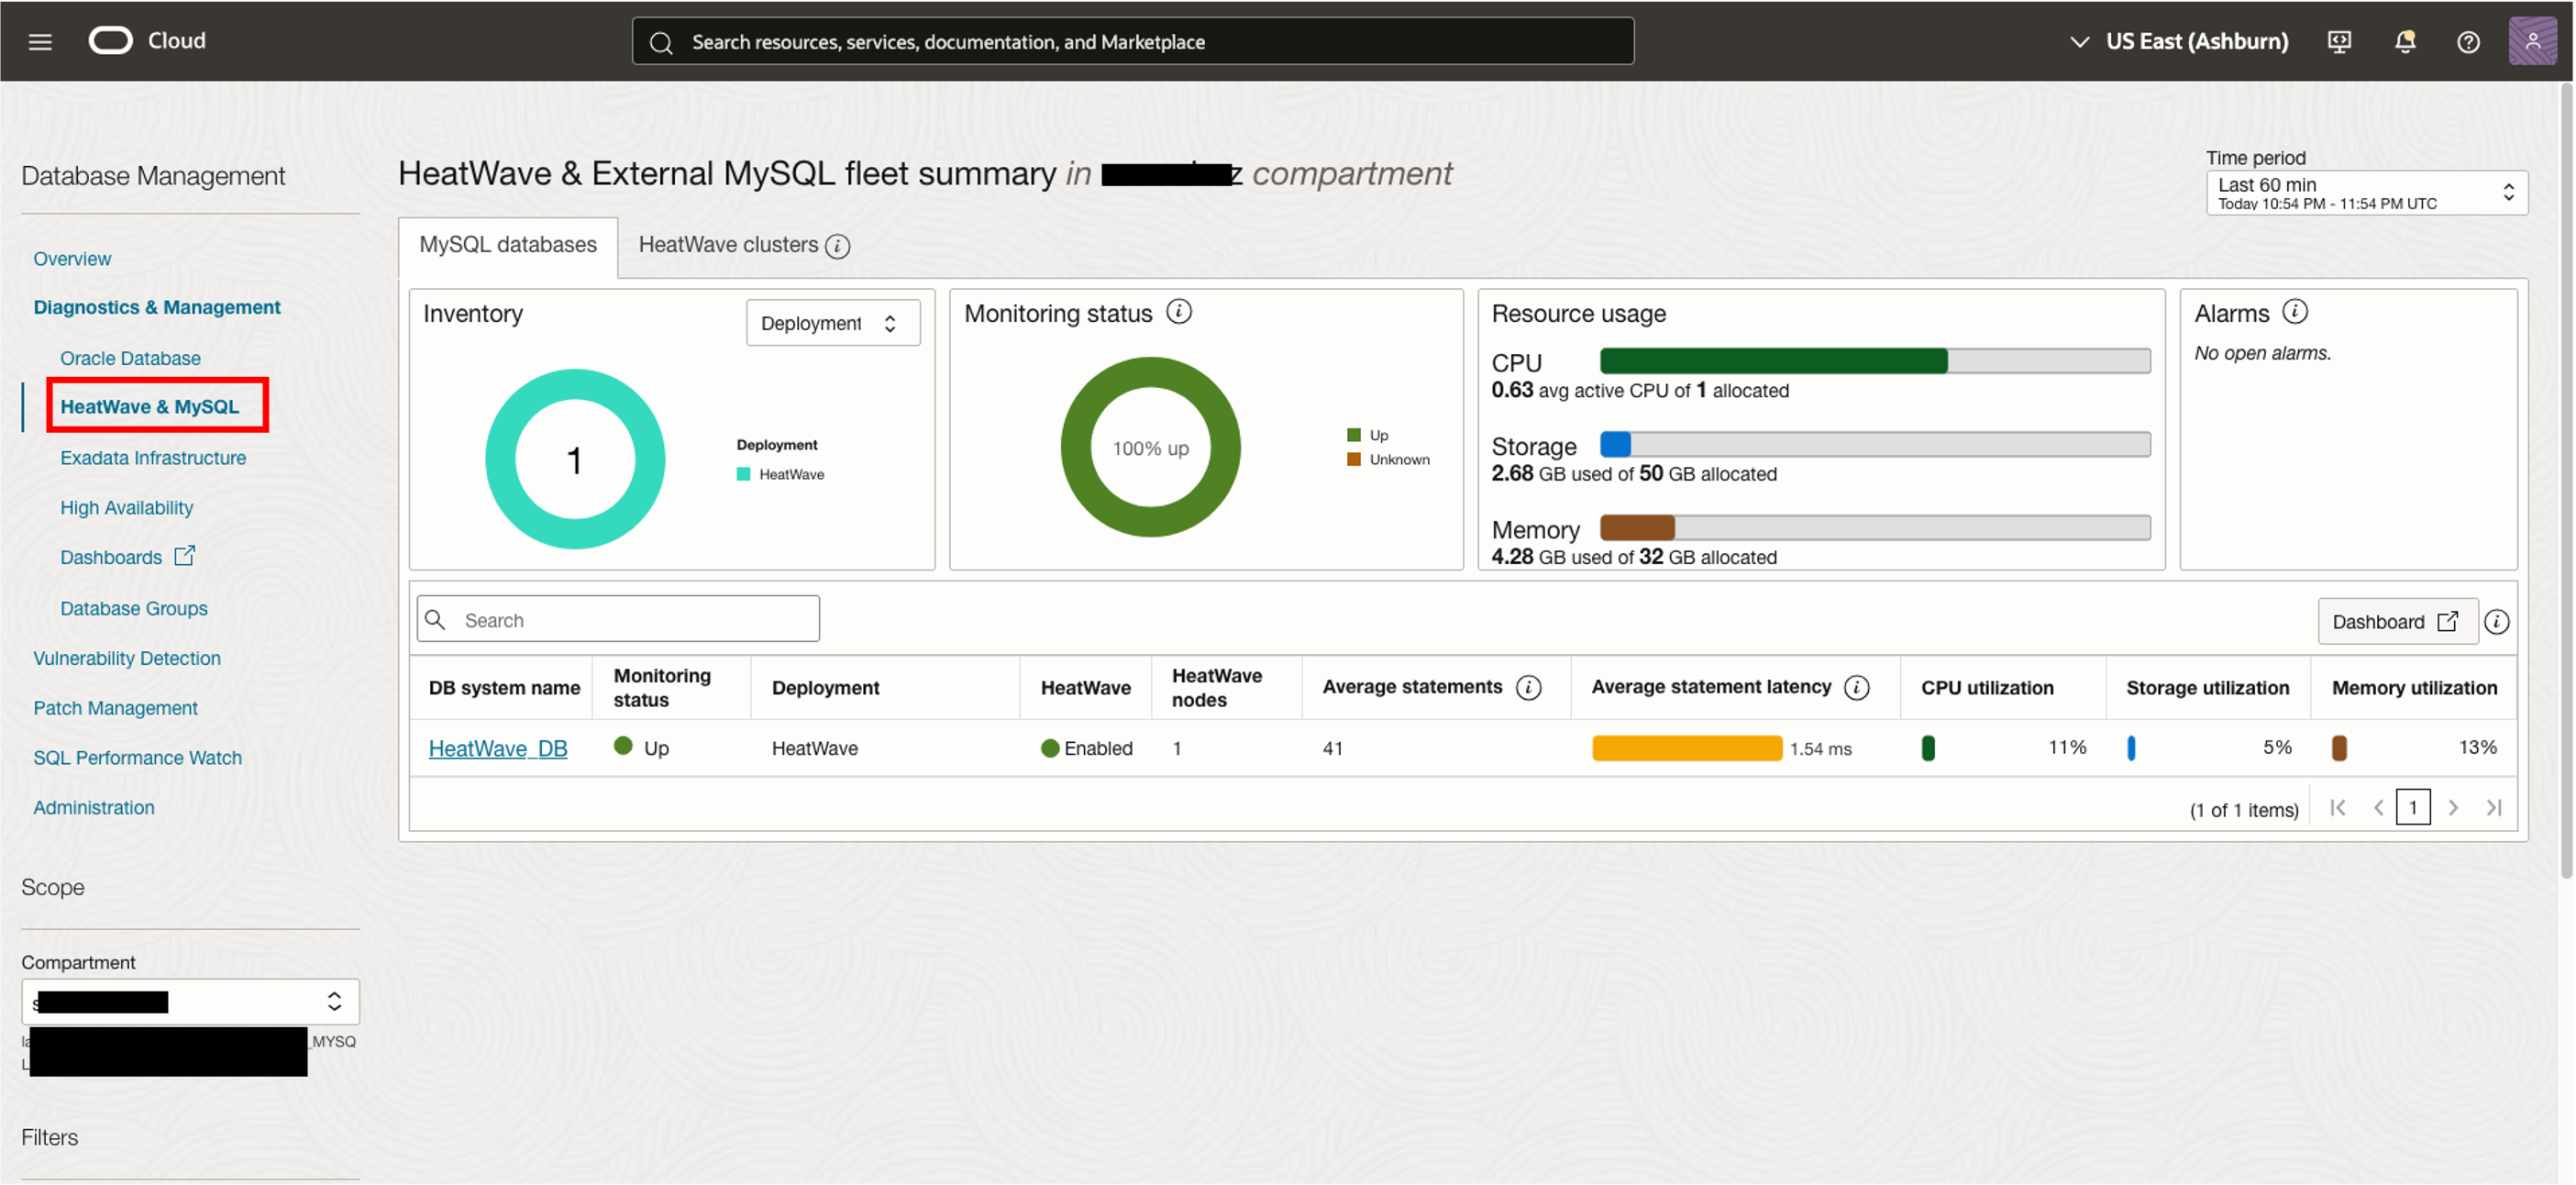 Cloud
Search resources, services, documentation, and Marketplace
US East (Ashburn)
Database Management
Overview
Diagnostics & Management
Oracle Database
HeatWave & MySQL
Exadata Infrastructure
High Availability
Dashboards
Database Groups
Vulnerability Detection
Patch Management
SQL Performance Watch
Administration
Scope
Compartment
_MYSQ
L
Filters
HeatWave & External MySQL fleet summary in z compartment
Time period
Last 60 min
Today 10:54 PM - 11:54 PM UTC
MySQL databases
HeatWave clusters
Inventory
Deployment
1
Deployment
HeatWave
Monitoring status
100% up
Up
Unknown
Resource usage
CPU
0.63 avg active CPU of 1 allocated
Storage
2.68 GB used of 50 GB allocated
Memory
4.28 GB used of 32 GB allocated
Alarms
No open alarms.
Search
Dashboard
DB system name
Monitoring status
Deployment
HeatWave
HeatWave nodes
Average statements
Average statement latency
CPU utilization
Storage utilization
Memory utilization
HeatWave_DB
Up
HeatWave
Enabled
1
41
1.54 ms
11%
5%
13%
(1 of 1 items)
1